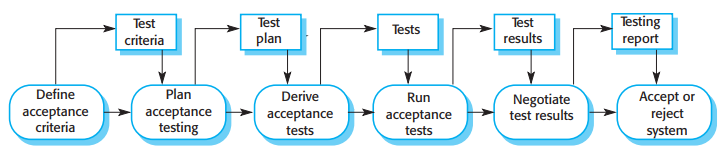 Test
criteria
Test
plan
Tests
Test
results
Testing
report
Define
acceptance
criteria
Plan
acceptance
testing
Derive
acceptance
tests
Run
acceptance
tests
Negotiate
test results
Accept or
reject
system